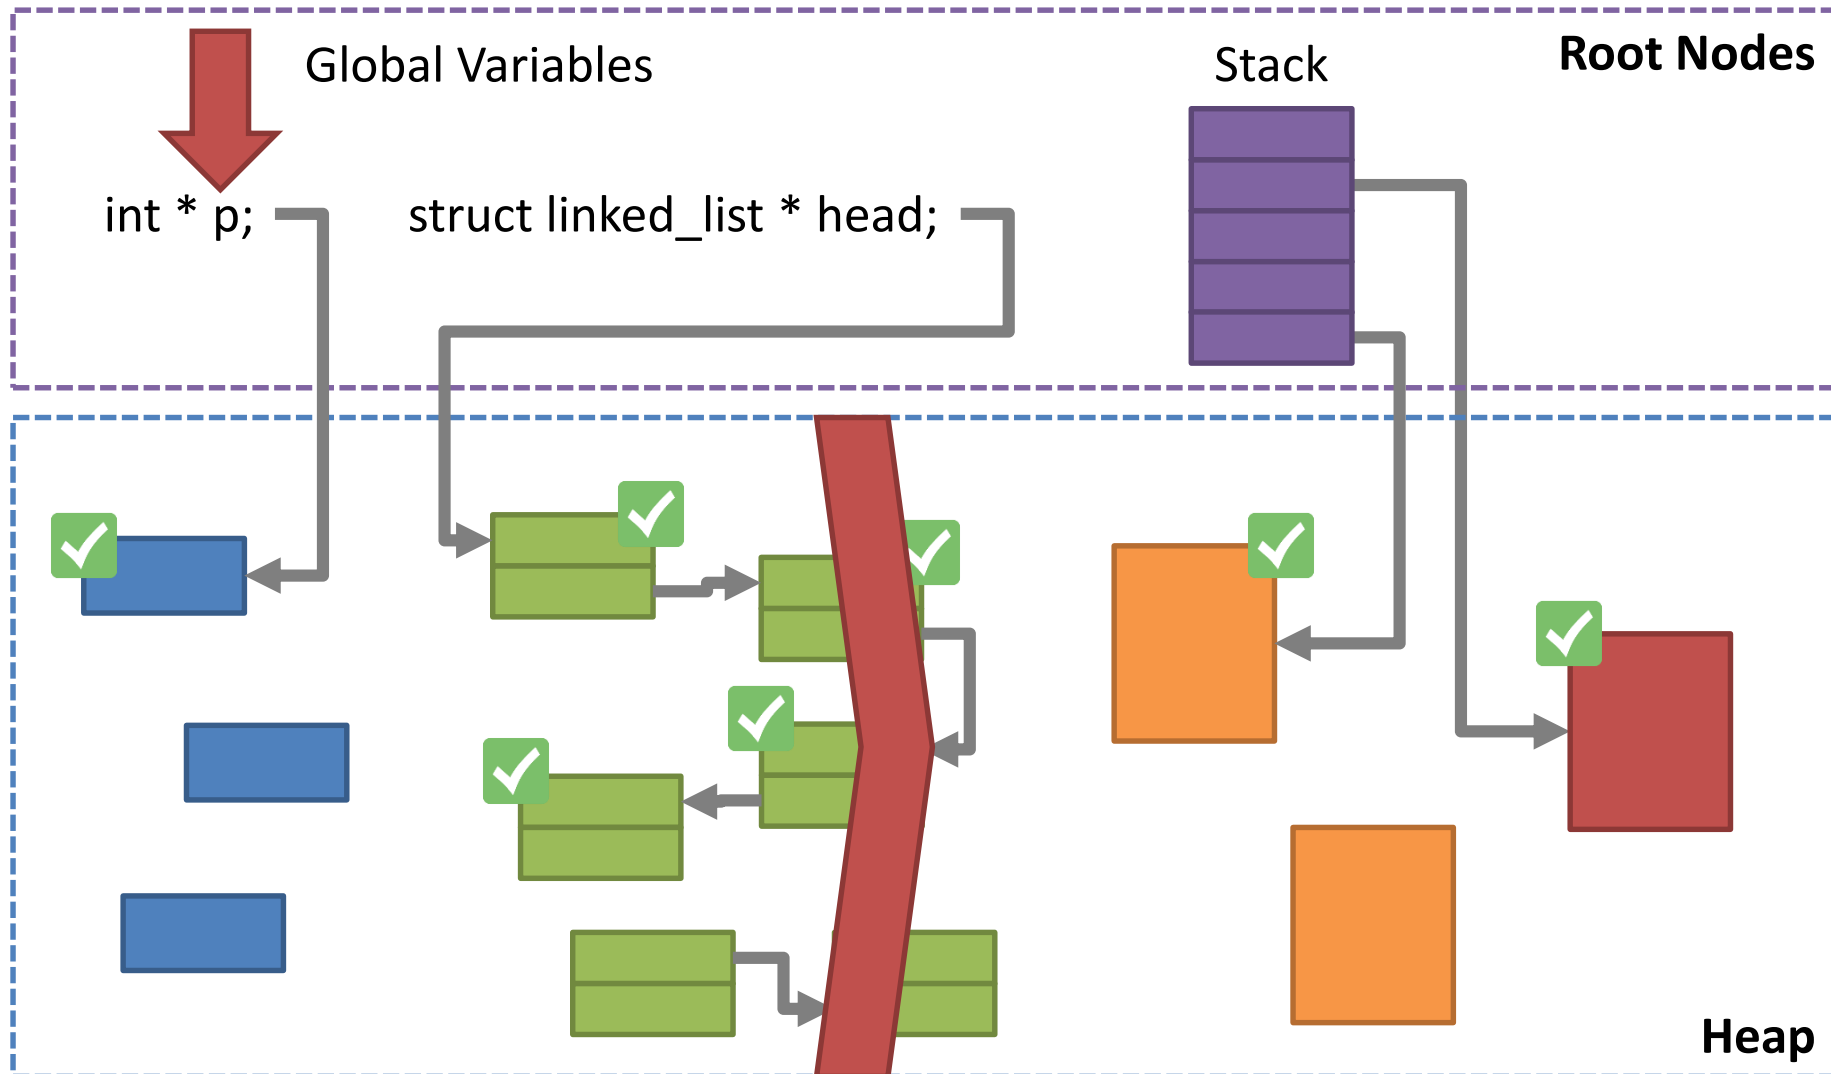 Global Variables
Stack
Root Nodes
int * p;
struct linked_list * head;
Heap